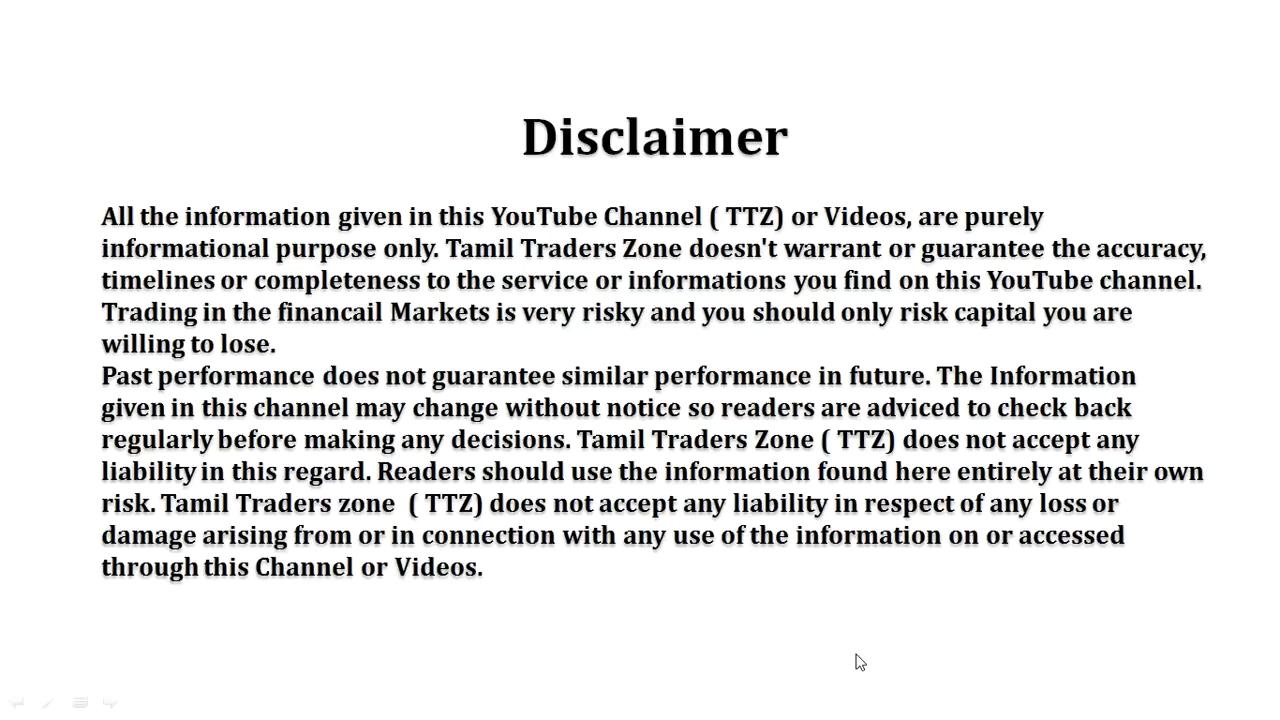 Disclaimer
All the information given in this YouTube Channel ( TTZ) or Videos, are purely
informational purpose only. Tamil Traders Zone doesn't warrant or guarantee the accuracy,
timelines or completeness to the service or informations you find on this YouTube channel.
Trading in the financail Markets is very risky and you should only risk capital you are
willing to lose.
Past performance does not guarantee similar performance in future. The Information
given in this channel may change without notice so readers are adviced to check back
regularly before making any decisions. Tamil Traders Zone ( TTZ) does not accept any
liability in this regard. Readers should use the information found here entirely at their own
risk. Tamil Traders zone  ( TTZ) does not accept any liability in respect of any loss or
damage arising from or in connection with any use of the information on or accessed
through this Channel or Videos.